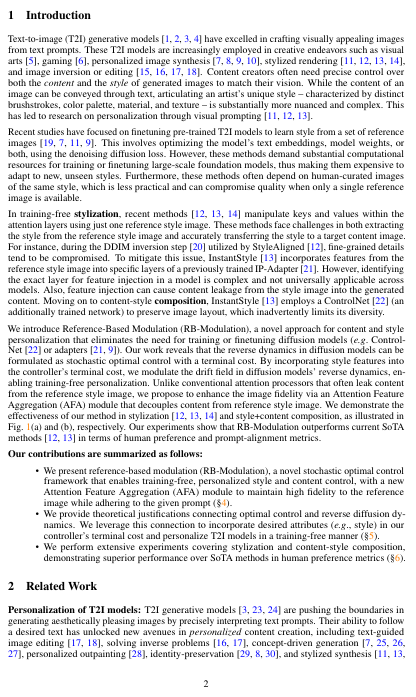 1 Introduction
Text-to-image (T2I) generative models [1, 2, 3, 4] have excelled in crafting visually appealing images
from text prompts. These T2I models are increasingly employed in creative endeavors such as visual
arts [5], gaming [6], personalized image synthesis [7, 8, 9, 10], stylized rendering [11, 12, 13, 14],
and image inversion or editing [15, 16, 17, 18]. Content creators often need precise control over
both the content and the style of generated images to match their vision. While the content of an
image can be conveyed through text, articulating an artist's unique style – characterized by distinct
brushstrokes, color palette, material, and texture – is substantially more nuanced and complex. This
has led to research on personalization through visual prompting [11, 12, 13].
Recent studies have focused on finetuning pre-trained T2I models to learn style from a set of reference
images [19, 7, 11, 9]. This involves optimizing the model's text embeddings, model weights, or
both, using the denoising diffusion loss. However, these methods demand substantial computational
resources for training or finetuning large-scale foundation models, thus making them expensive to
adapt to new, unseen styles. Furthermore, these methods often depend on human-curated images
of the same style, which is less practical and can compromise quality when only a single reference
image is available.
In training-free stylization, recent methods [12, 13, 14] manipulate keys and values within the
attention layers using just one reference style image. These methods face challenges in both extracting
the style from the reference style image and accurately transferring the style to a target content image.
For instance, during the DDIM inversion step [20] utilized by StyleAligned [12], fine-grained details
tend to be compromised. To mitigate this issue, InstantStyle [13] incorporates features from the
reference style image into specific layers of a previously trained IP-Adapter [21]. However, identifying
the exact layer for feature injection in a model is complex and not universally applicable across
models. Also, feature injection can cause content leakage from the style image into the generated
content. Moving on to content-style composition, InstantStyle [13] employs a ControlNet [22] (an
additionally trained network) to preserve image layout, which inadvertently limits its diversity.
We introduce Reference-Based Modulation (RB-Modulation), a novel approach for content and style
personalization that eliminates the need for training or finetuning diffusion models (e.g. Control-
Net [22] or adapters [21, 9]). Our work reveals that the reverse dynamics in diffusion models can be
formulated as stochastic optimal control with a terminal cost. By incorporating style features into
the controller's terminal cost, we modulate the drift field in diffusion models' reverse dynamics, en-
abling training-free personalization. Unlike conventional attention processors that often leak content
from the reference style image, we propose to enhance the image fidelity via an Attention Feature
Aggregation (AFA) module that decouples content from reference style image. We demonstrate the
effectiveness of our method in stylization [12, 13, 14] and style+content composition, as illustrated in
Fig. 1(a) and (b), respectively. Our experiments show that RB-Modulation outperforms current SoTA
methods [12, 13] in terms of human preference and prompt-alignment metrics.
Our contributions are summarized as follows:
• We present reference-based modulation (RB-Modulation), a novel stochastic optimal control
framework that enables training-free, personalized style and content control, with a new
Attention Feature Aggregation (AFA) module to maintain high fidelity to the reference
image while adhering to the given prompt (§4).
• We provide theoretical justifications connecting optimal control and reverse diffusion dy-
namics. We leverage this connection to incorporate desired attributes (e.g., style) in our
controller's terminal cost and personalize T2I models in a training-free manner (§5).
• We perform extensive experiments covering stylization and content-style composition,
demonstrating superior performance over SoTA methods in human preference metrics (§6).
2 Related Work
Personalization of T2I models: T2I generative models [3, 23, 24] are pushing the boundaries in
generating aesthetically pleasing images by precisely interpreting text prompts. Their ability to follow
a desired text has unlocked new avenues in personalized content creation, including text-guided
image editing [17, 18], solving inverse problems [16, 17], concept-driven generation [7, 25, 26,
27], personalized outpainting [28], identity-preservation [29, 8, 30], and stylized synthesis [11, 13,
2